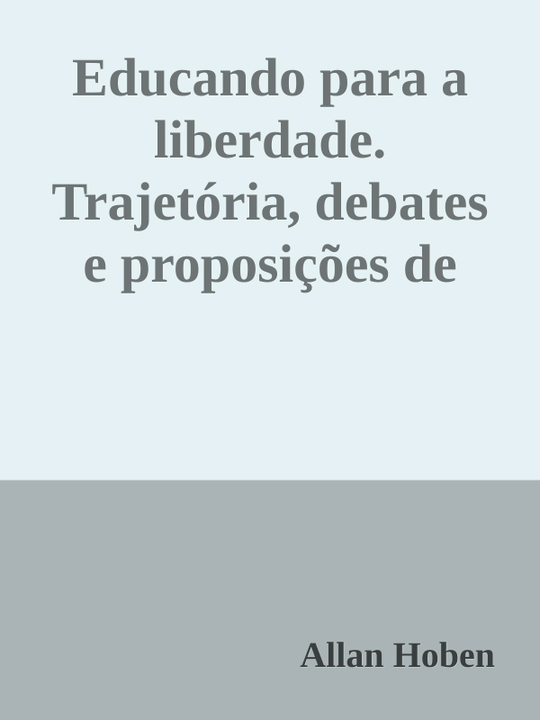 Educando para a
liberdade.
Trajetória, debates
e proposições de
Allan Hoben